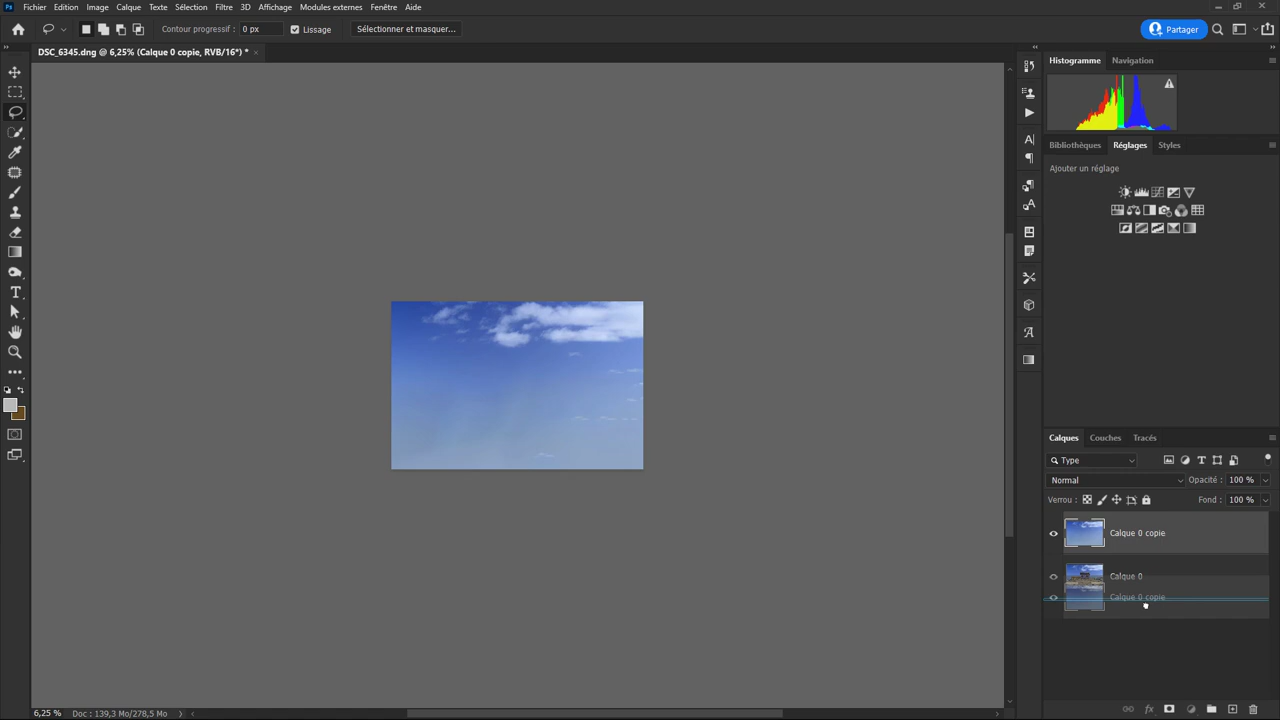 Ps Fichier Edition Image Calque Texte Sélection Filtre 3D Affichage Modules externes Fenêtre Aide
Contour progressif : 0 px Lissage Sélectionner et masquer... Partager
DSC_6345.dng @ 6,25% (Calque 0 copie, RVB/16*) * ×
Histogramme Navigation
Bibliothèques Réglages Styles
Ajouter un réglage
Calques Couches Tracés
Type
Normal Opacité : 100 %
Verrou : Fond : 100 %
Calque 0 copie
Calque 0
Calque 0 copie
6,25 % Doc : 139,3 Mo/278,5 Mo